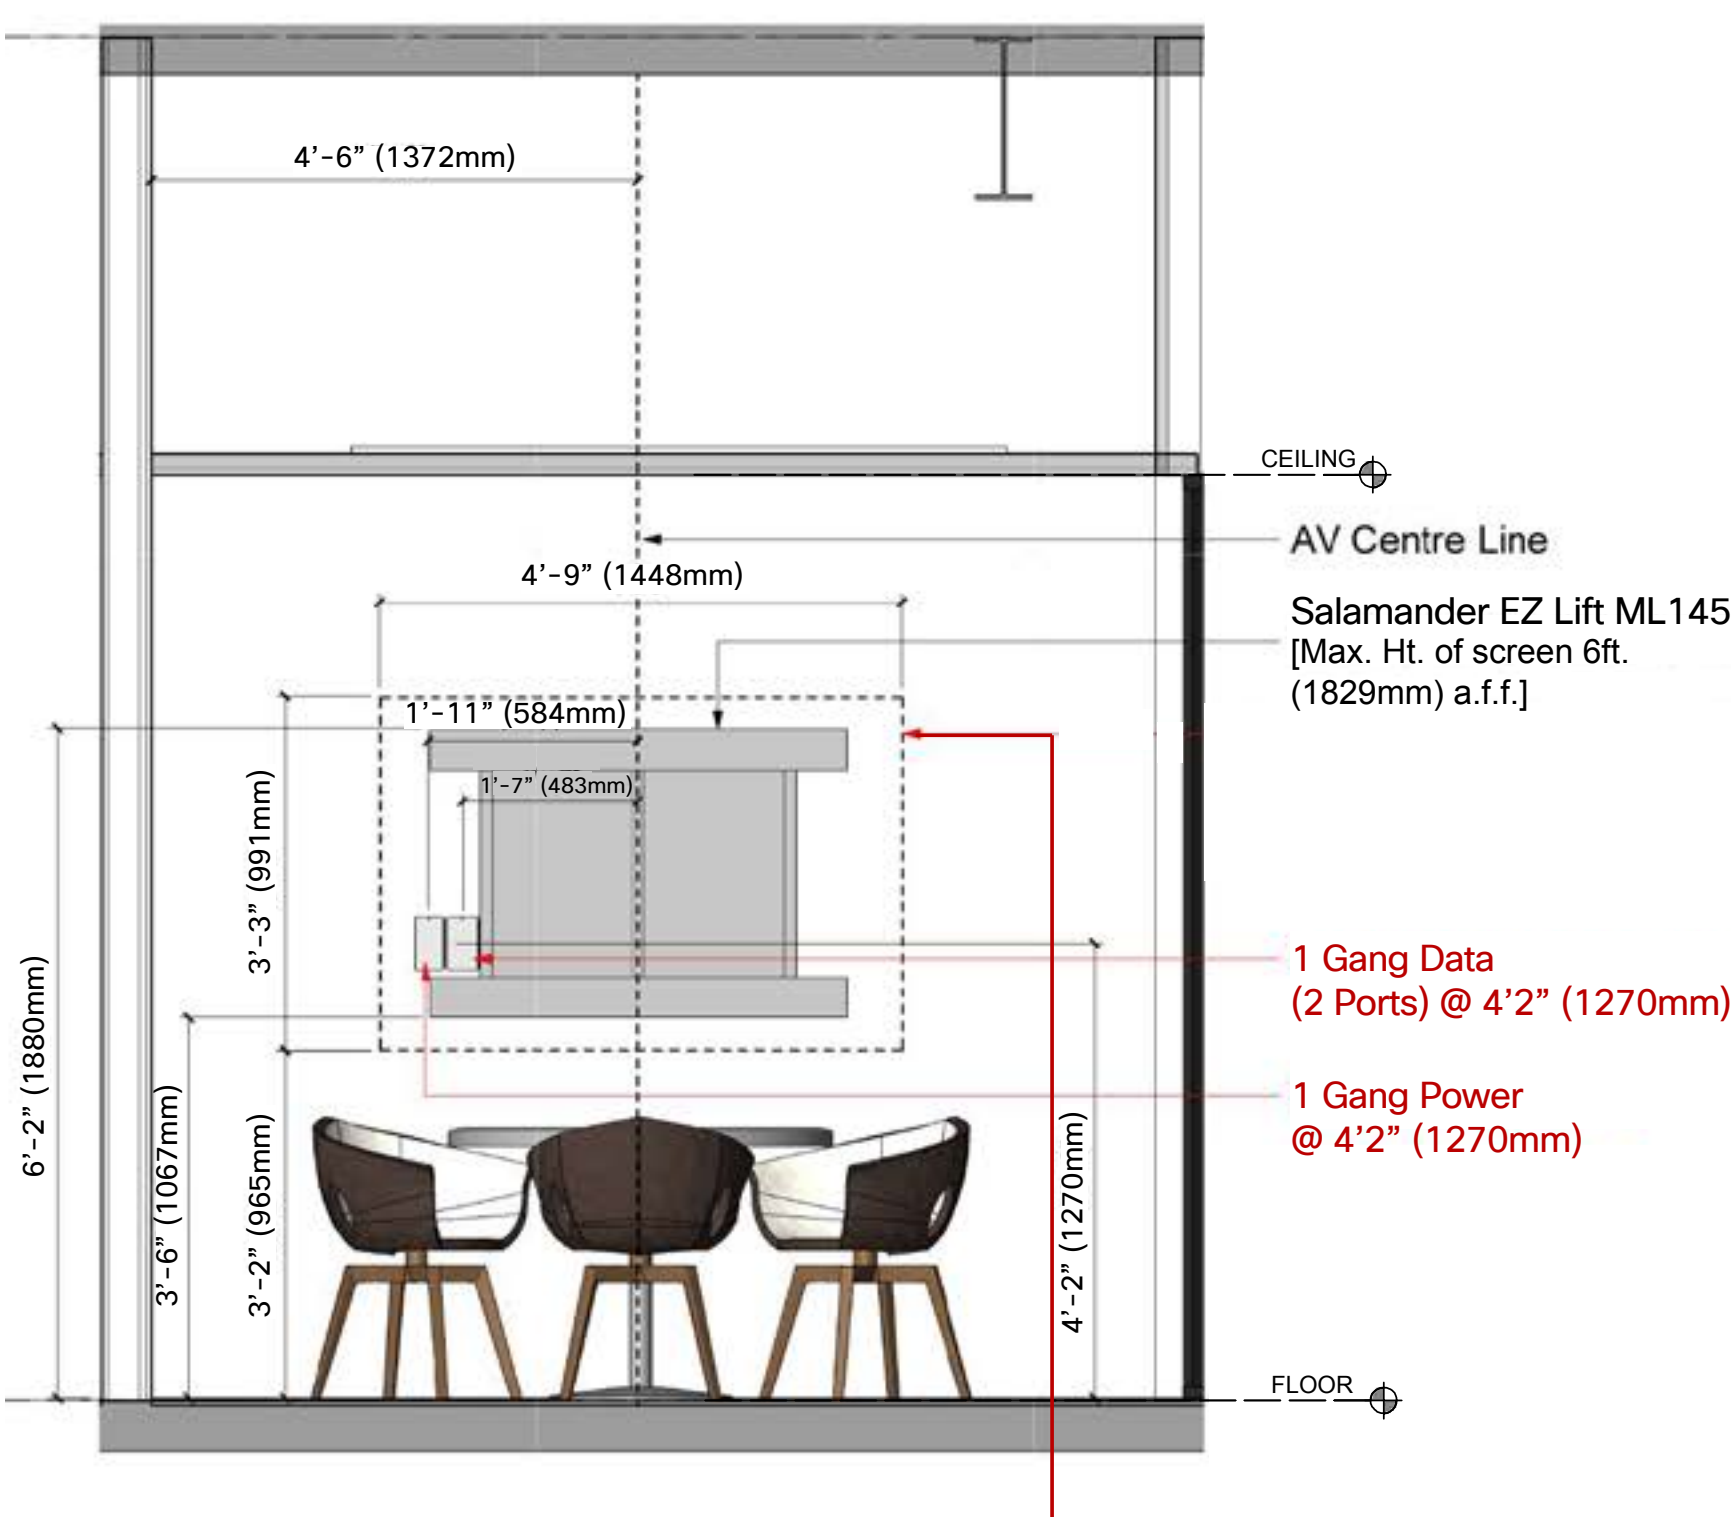 4’-6” (1372mm)
CEILING
AV Centre Line
4’-9” (1448mm)
Salamander EZ Lift ML145
[Max. Ht. of screen 6ft.
(1829mm) a.f.f.]
1’-11” (584mm)
1’-7” (483mm)
3’-3” (991mm)
1 Gang Data
(2 Ports) @ 4’2” (1270mm)
6’-2” (1880mm)
1 Gang Power
@ 4’2” (1270mm)
3’-6” (1067mm)
3’-2” (965mm)
4’-2” (1270mm)
FLOOR